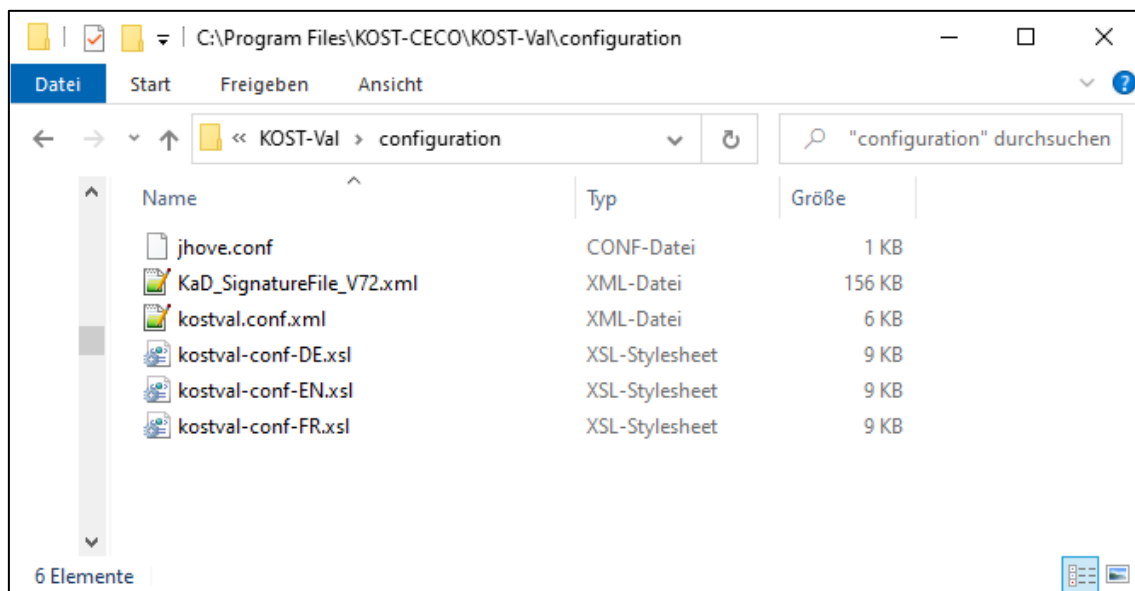 C:\Program Files\KOST-CECO\KOST-Val\configuration
Datei Start Freigeben Ansicht
« KOST-Val > configuration "configuration" durchsuchen
Name Typ Größe
jhove.conf CONF-Datei 1 KB
KaD_SignatureFile_V72.xml XML-Datei 156 KB
kostval.conf.xml XML-Datei 6 KB
kostval-conf-DE.xsl XSL-Stylesheet 9 KB
kostval-conf-EN.xsl XSL-Stylesheet 9 KB
kostval-conf-FR.xsl XSL-Stylesheet 9 KB
6 Elemente